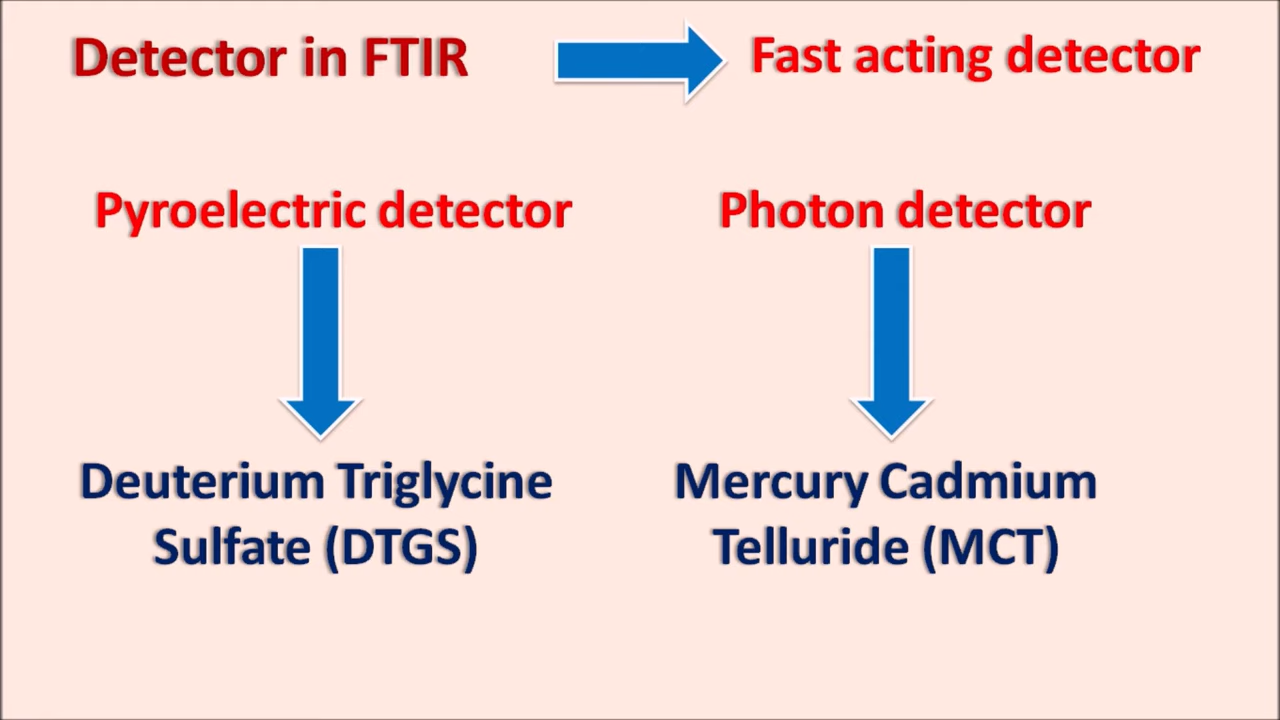 Detector in FTIR
Fast acting detector
Pyroelectric detector
Photon detector
Deuterium Triglycine
Sulfate (DTGS)
Mercury Cadmium
Telluride (MCT)